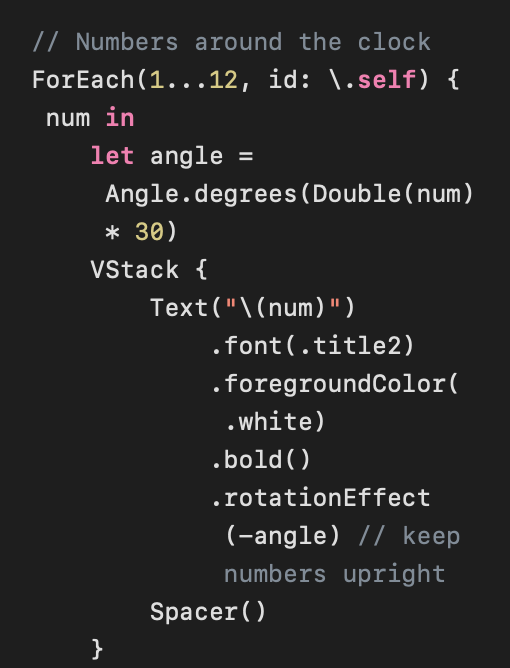 // Numbers around the clock
ForEach(1...12, id: \.self) {
num in
let angle =
Angle.degrees(Double(num)
* 30)
VStack {
Text("\(num)")
.font(.title2)
.foregroundColor(
.white)
.bold()
.rotationEffect
(-angle) // keep
numbers upright
Spacer()
}